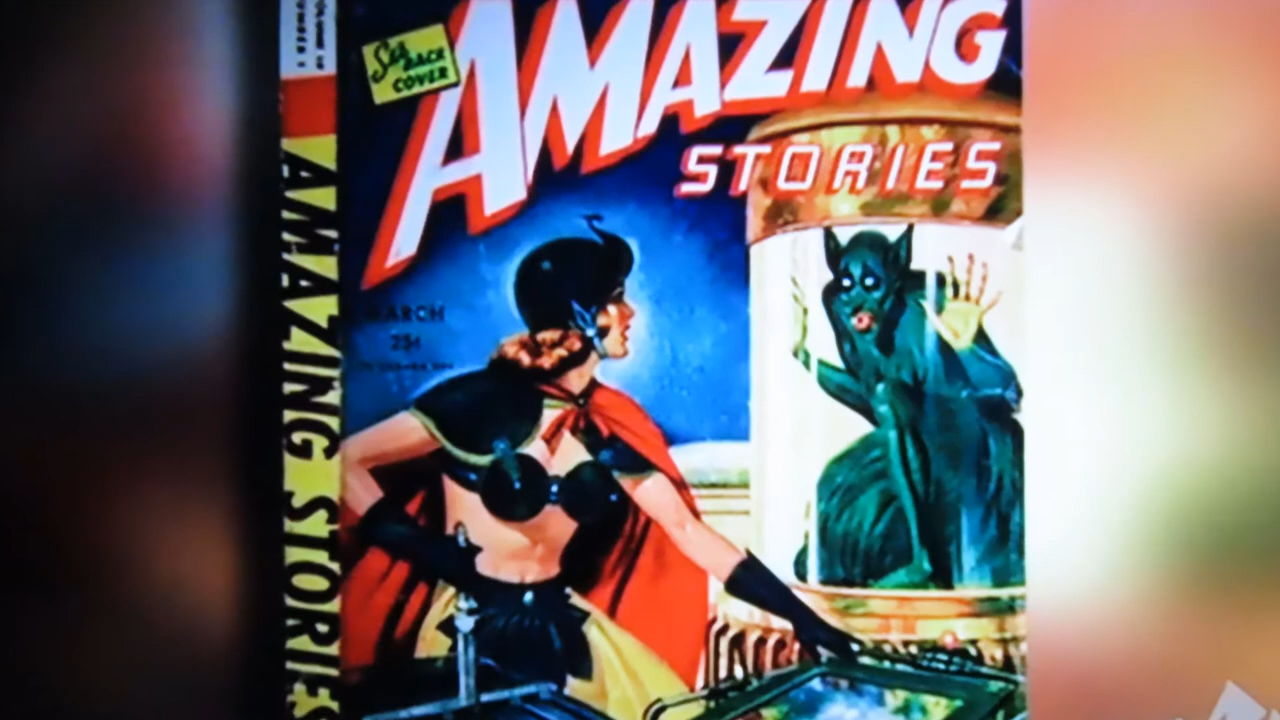 See
BACK
COVER
AMAZING
STORIES
MARCH
25¢
AMAZING STORIES